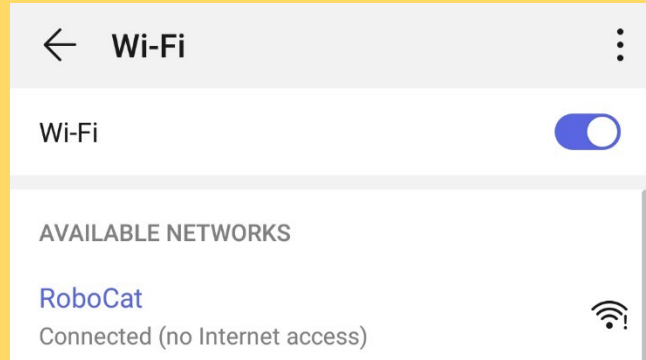 Wi-Fi
Wi-Fi
AVAILABLE NETWORKS
RoboCat
Connected (no Internet access)